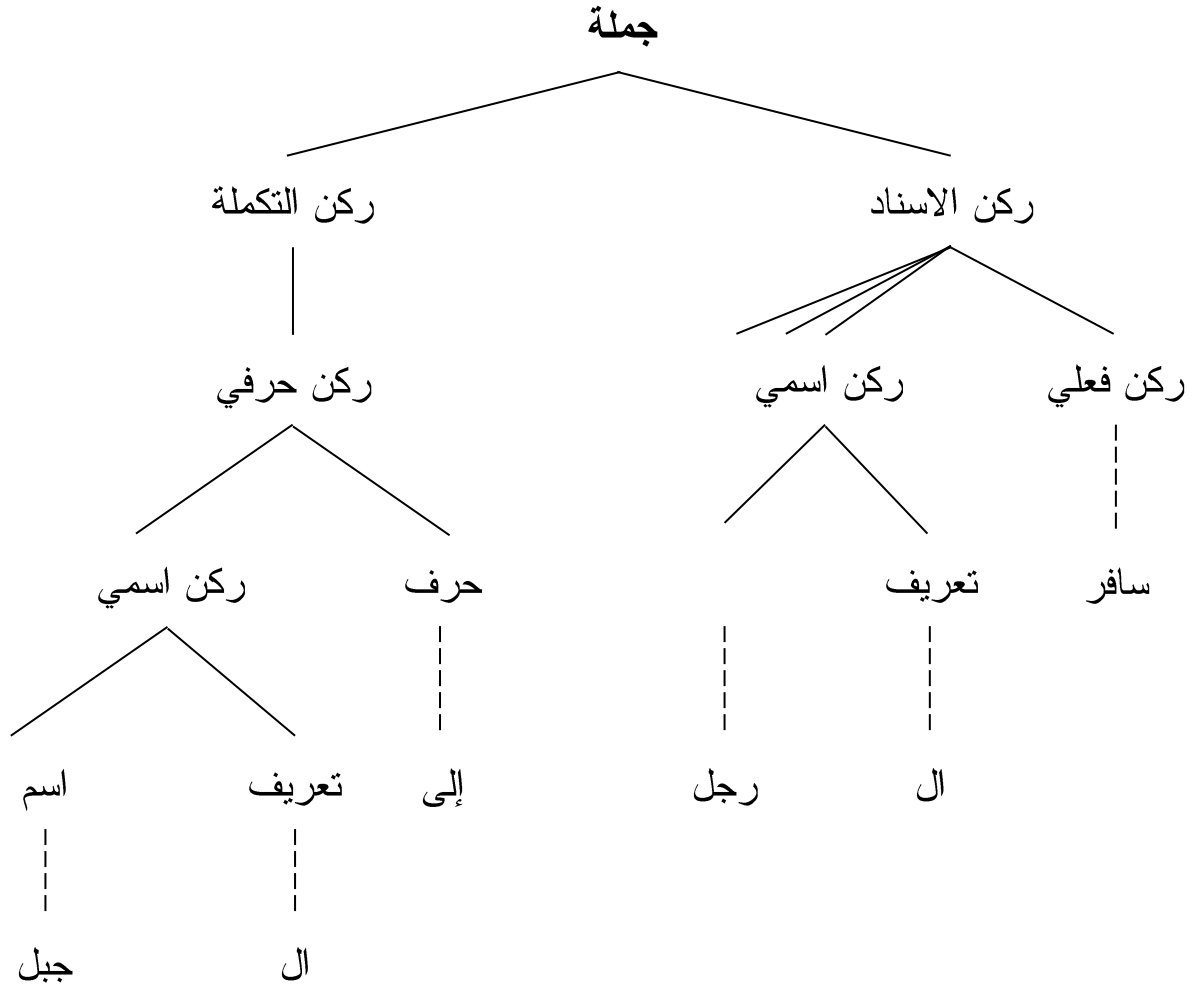 جملة
ركن الاسناد ركن التكملة
ركن فعلي ركن اسمي ركن حرفي
سافر تعريف حرف ركن اسمي
ال رجل إلى تعريف اسم
ال جبل